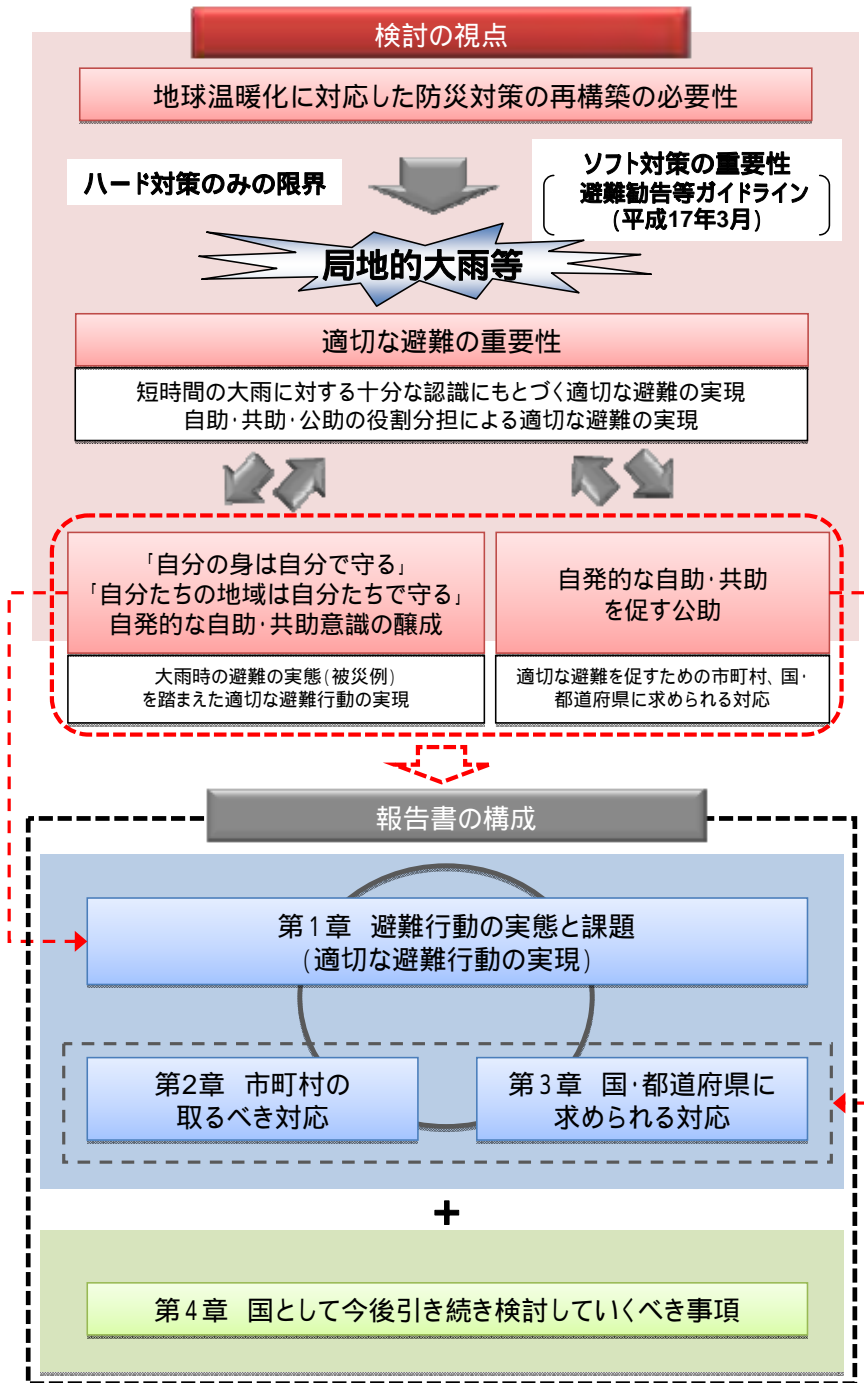 検討の視点
地球温暖化に対応した防災対策の再構築の必要性
ハード対策のみの限界
ソフト対策の重要性
避難勧告等ガイドライン
(平成17年3月)
局地的大雨等
適切な避難の重要性
短時間の大雨に対する十分な認識にもとづく適切な避難の実現
自助・共助・公助の役割分担による適切な避難の実現
「自分の身は自分で守る」
「自分たちの地域は自分たちで守る」
自発的な自助・共助意識の醸成
大雨時の避難の実態(被災例)
を踏まえた適切な避難行動の実現
自発的な自助・共助
を促す公助
適切な避難を促すための市町村、国・
都道府県に求められる対応
報告書の構成
第1章 避難行動の実態と課題
(適切な避難行動の実現)
第2章 市町村の
取るべき対応
第3章 国・都道府県に
求められる対応
+
第4章 国として今後引き続き検討していくべき事項